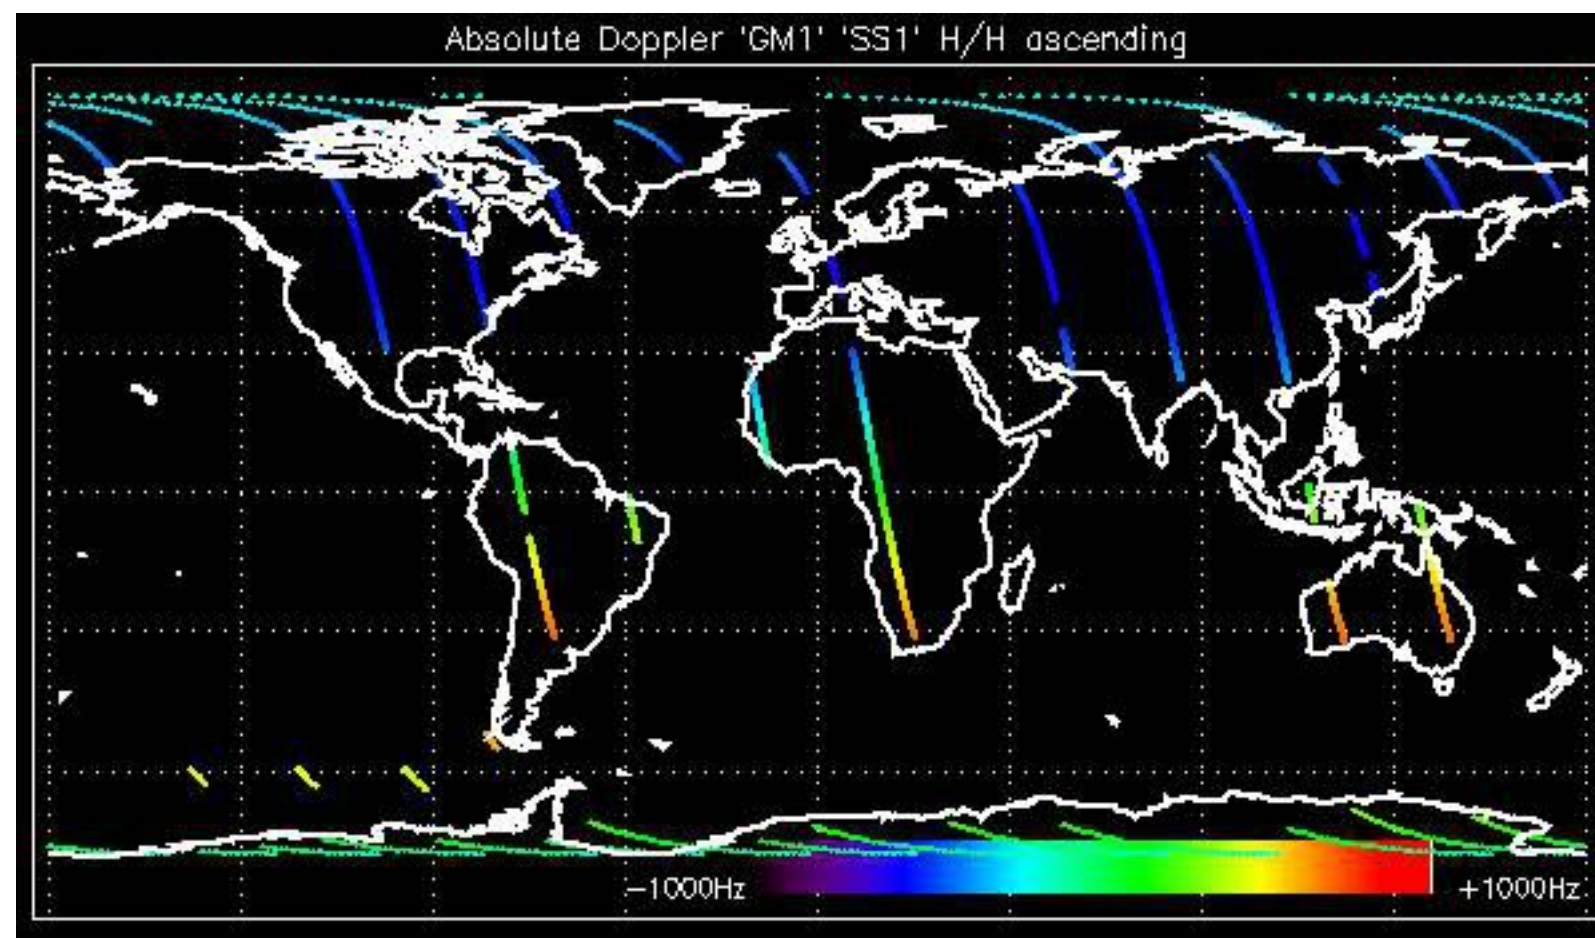 Absolute Doppler 'GM1' 'SS1' H/H ascending
−1000Hz
+1000Hz